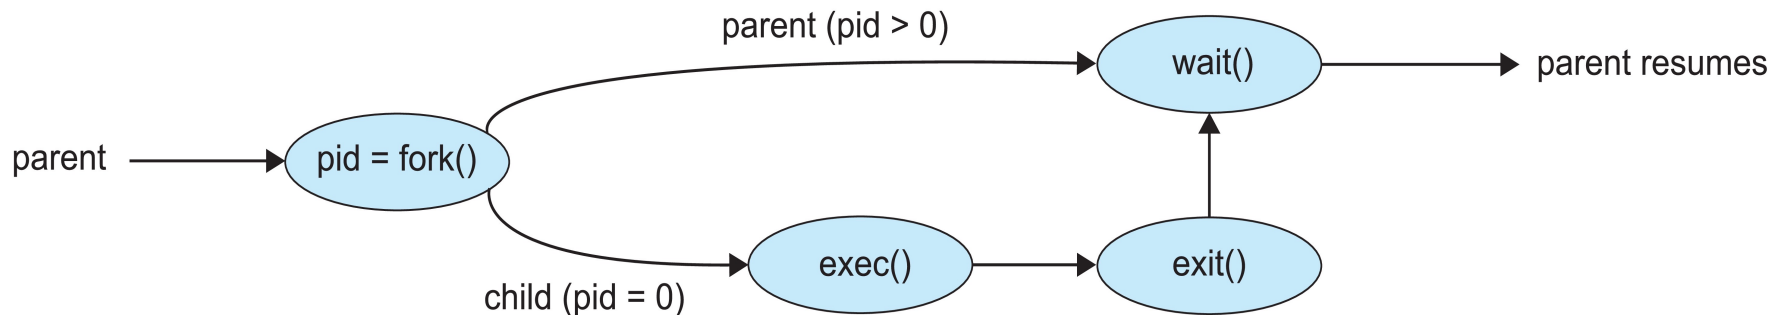 parent (pid > 0)
wait()
parent resumes
parent
pid = fork()
exec()
exit()
child (pid = 0)